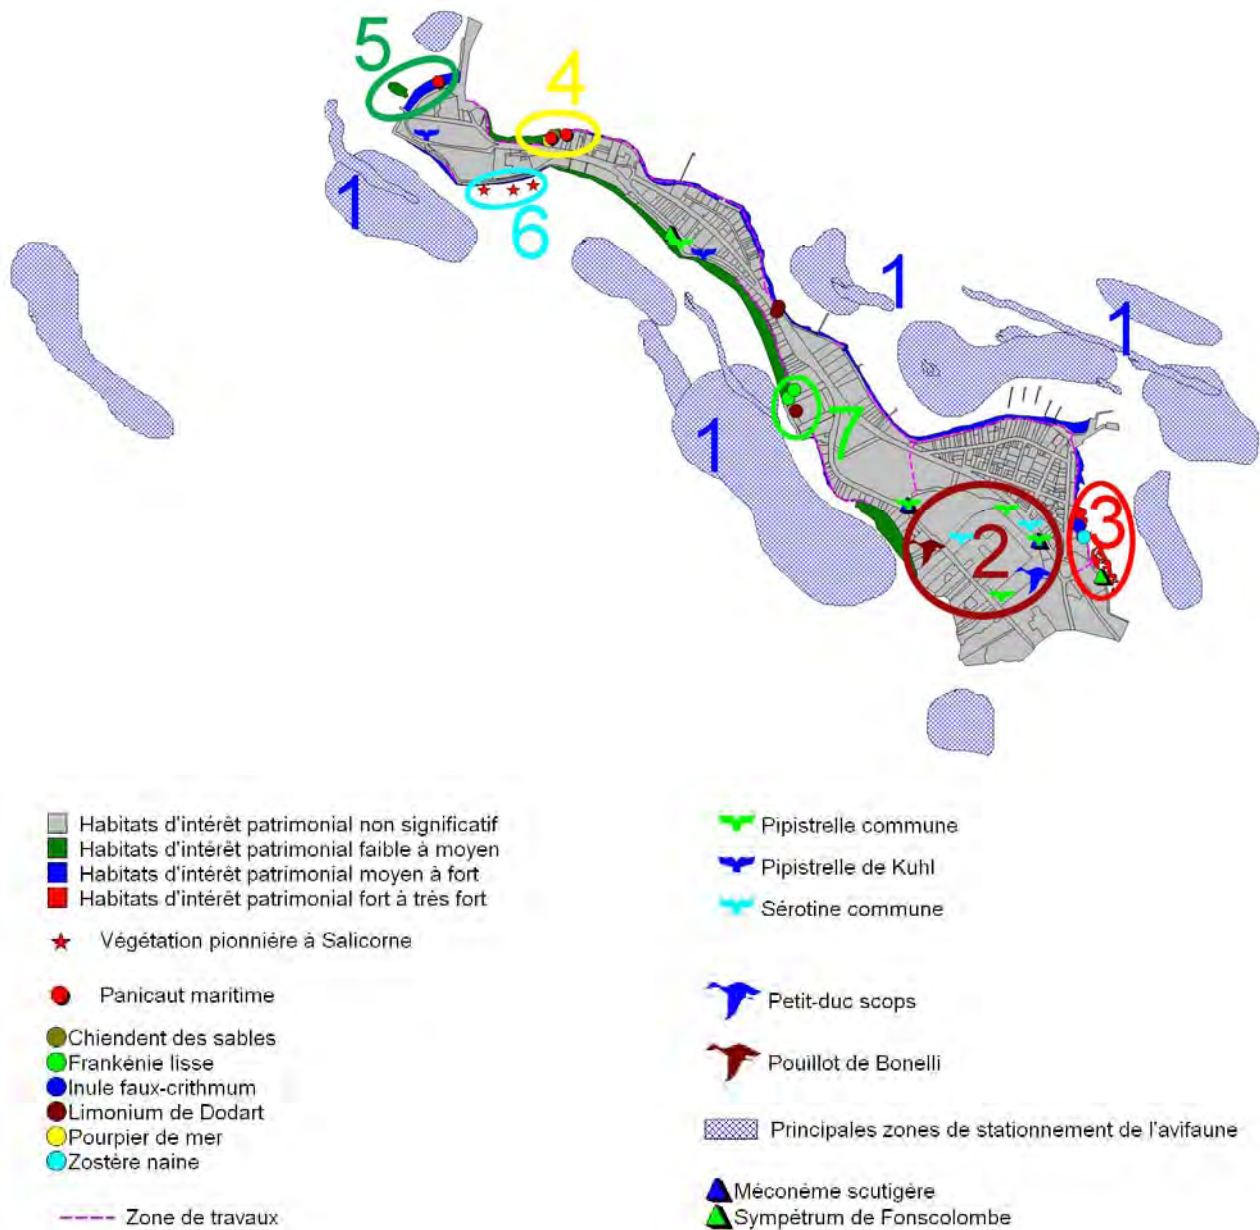 5
4
1
6
1
1
7
1
2
3
Habitats d'intérêt patrimonial non significatif
Habitats d'intérêt patrimonial faible à moyen
Habitats d'intérêt patrimonial moyen à fort
Habitats d'intérêt patrimonial fort à très fort
Végétation pionnière à Salicorne
Panicaut maritime
Chiendent des sables
Frankénie lisse
Inule faux-crithmum
Limonium de Dodart
Pourpier de mer
Zostère naine
Zone de travaux
Pipistrelle commune
Pipistrelle de Kuhl
Sérotine commune
Petit-duc scops
Pouillot de Bonelli
Principales zones de stationnement de l'avifaune
Méconème scutigère
Sympétrum de Fonscolombe